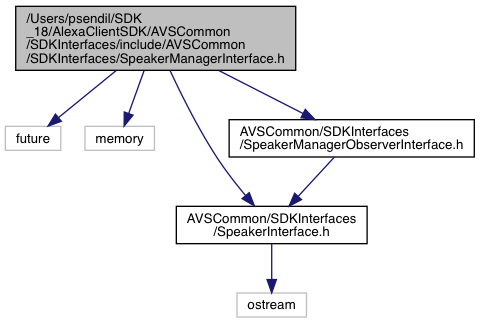 /Users/psendil/SDK
_18/AlexaClientSDK/AVSCommon
/SDKInterfaces/include/AVSCommon
/SDKInterfaces/SpeakerManagerInterface.h
future
memory
AVSCommon/SDKInterfaces
/SpeakerManagerObserverInterface.h
AVSCommon/SDKInterfaces
/SpeakerInterface.h
ostream